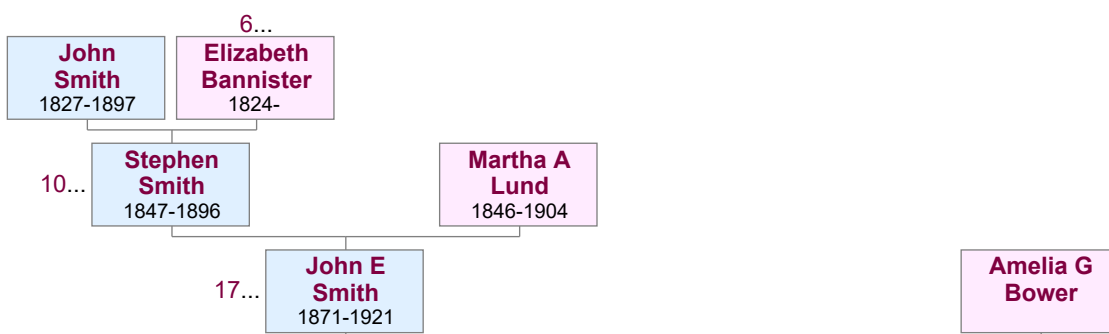 6...
John
Smith
1827-1897
Elizabeth
Bannister
1824-
10...
Stephen
Smith
1847-1896
Martha A
Lund
1846-1904
17...
John E
Smith
1871-1921
Amelia G
Bower